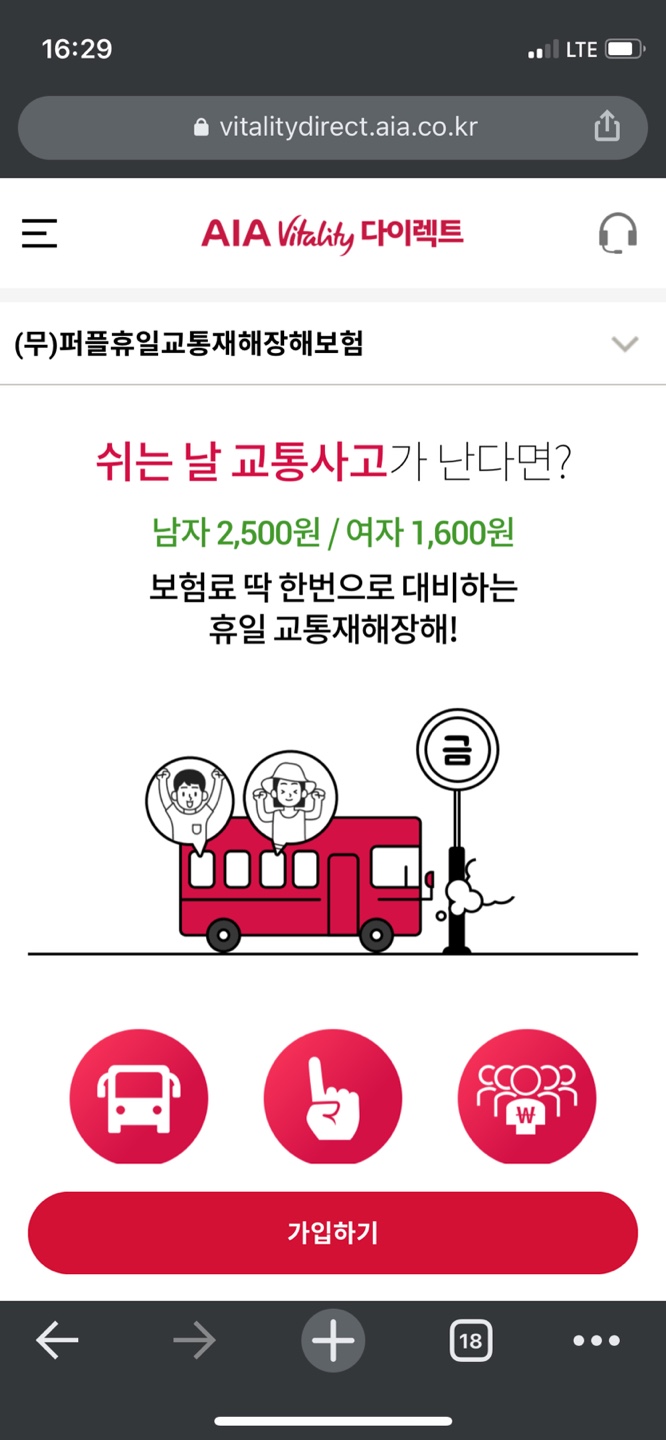 16:29
LTE
vitalitydirect.aia.co.kr
AIA Vitality 다이렉트
(무)퍼플휴일교통재해장해보험
쉬는 날 교통사고가 난다면?
남자 2,500원 / 여자 1,600원
보험료 딱 한번으로 대비하는
휴일 교통재해장해!
금
₩
가입하기
18